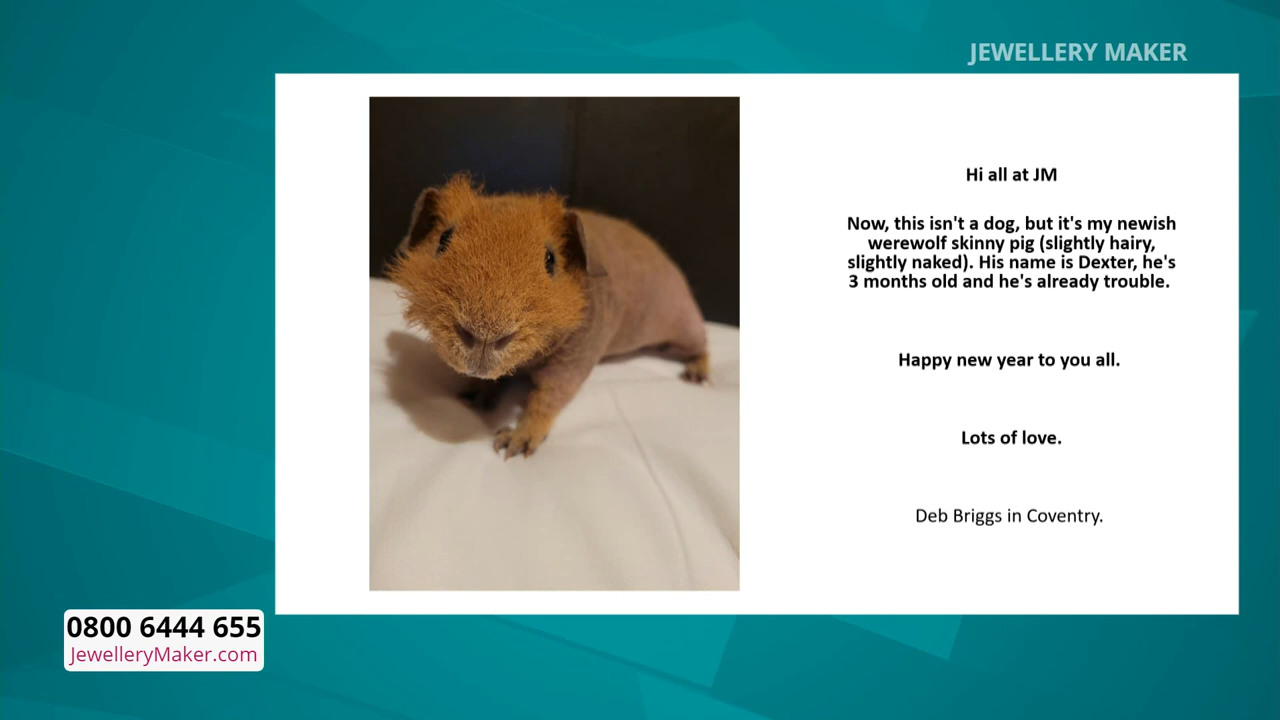 JEWELLERY MAKER
Hi all at JM
Now, this isn't a dog, but it's my newish
werewolf skinny pig (slightly hairy,
slightly naked). His name is Dexter, he's
3 months old and he's already trouble.
Happy new year to you all.
Lots of love.
Deb Briggs in Coventry.
0800 6444 655
JewelleryMaker.com